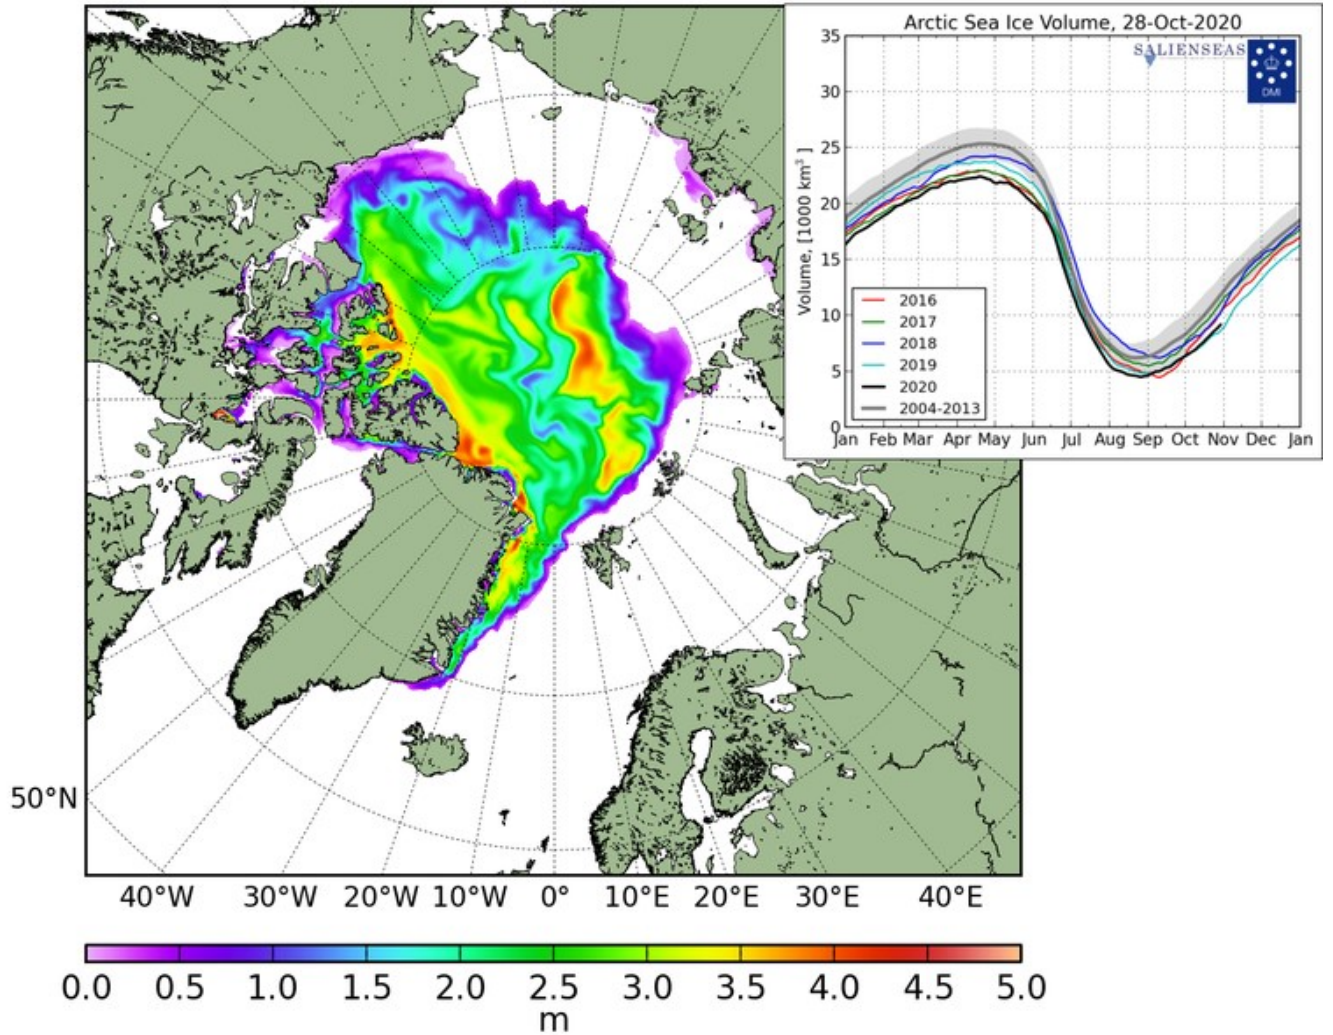 Arctic Sea Ice Volume, 28-Oct-2020
SALIENSEAS
DMI
Volume, [1000 km³ ]
35
30
25
20
15
10
5
0
2016
2017
2018
2019
2020
2004-2013
Jan Feb Mar Apr May Jun Jul Aug Sep Oct Nov Dec Jan
50°N
40°W 30°W 20°W 10°W 0° 10°E 20°E 30°E 40°E
0.0 0.5 1.0 1.5 2.0 2.5 3.0 3.5 4.0 4.5 5.0
m